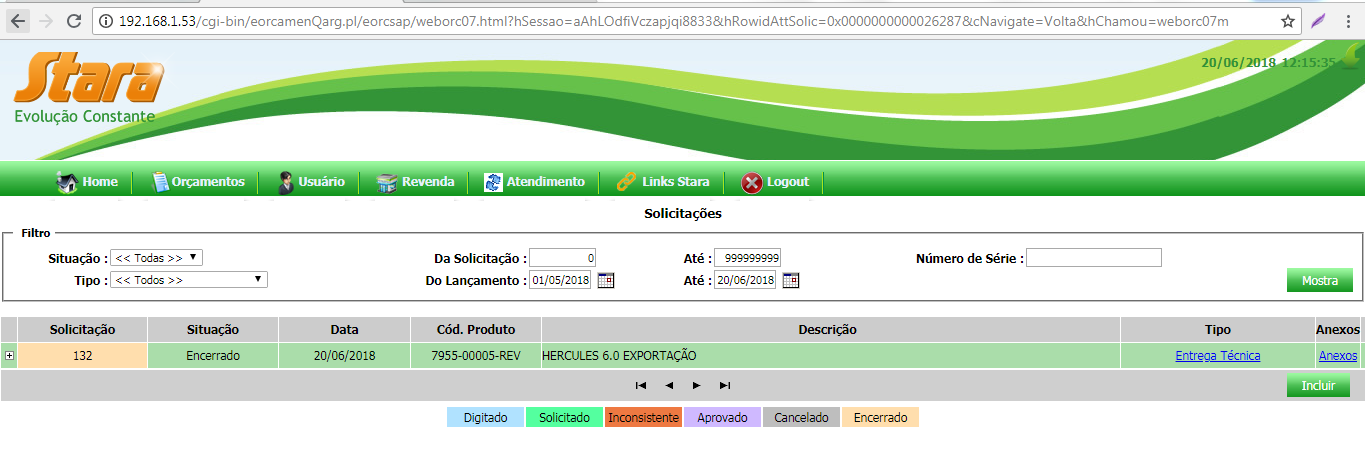 192.168.1.53/cgi-bin/eorcamenQarg.pl/eorcsap/weborc07.html?hSessao=aAhLOdfiVczapjqi8833&hRowidAttSolic=0x0000000000026287&cNavigate=Volta&hChamou=weborc07m
Stara
Evolução Constante
20/06/2018 12:15:35
Home Orçamentos Usuário Revenda Atendimento Links Stara Logout
Solicitações
Filtro
Situação : << Todas >> Da Solicitação : 0 Até : 999999999 Número de Série :
Tipo : << Todos >> Do Lançamento : 01/05/2018 Até : 20/06/2018 Mostra
Solicitação Situação Data Cód. Produto Descrição Tipo Anexos
132 Encerrado 20/06/2018 7955-00005-REV HERCULES 6.0 EXPORTAÇÃO Entrega Técnica Anexos
Incluir
Digitado Solicitado Inconsistente Aprovado Cancelado Encerrado